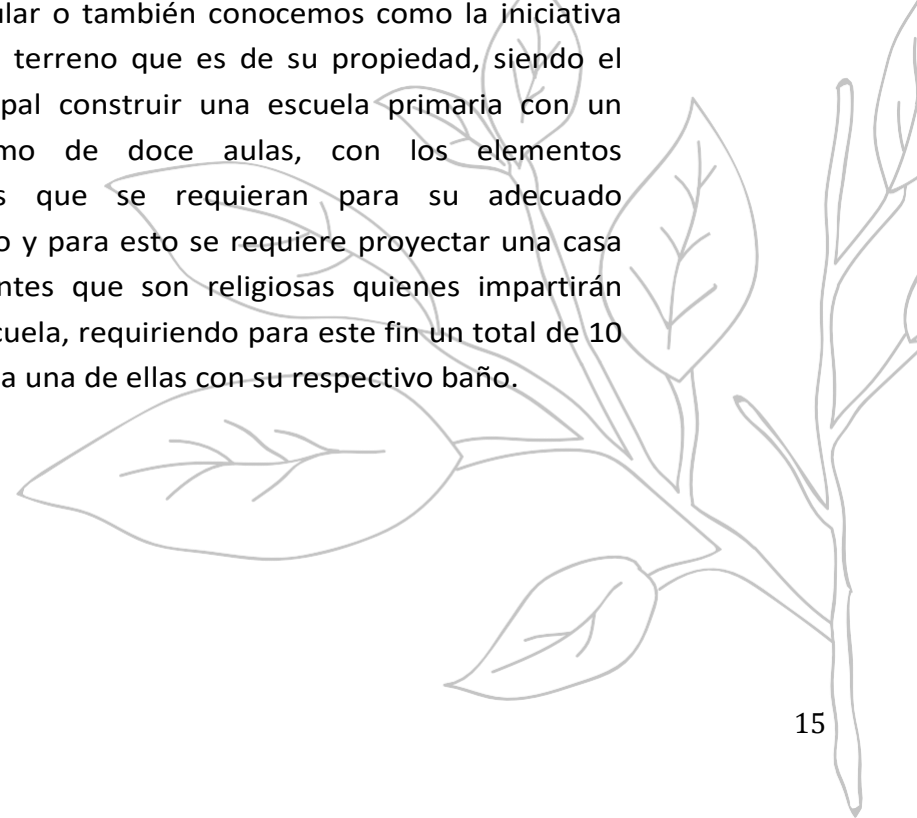 ular o también conocemos como la iniciativa
terreno que es de su propiedad, siendo el
pal construir una escuela primaria con un
mo de doce aulas, con los elementos
s que se requieran para su adecuado
o y para esto se requiere proyectar una casa
ntes que son religiosas quienes impartirán
cuela, requiriendo para este fin un total de 10
a una de ellas con su respectivo baño.
15